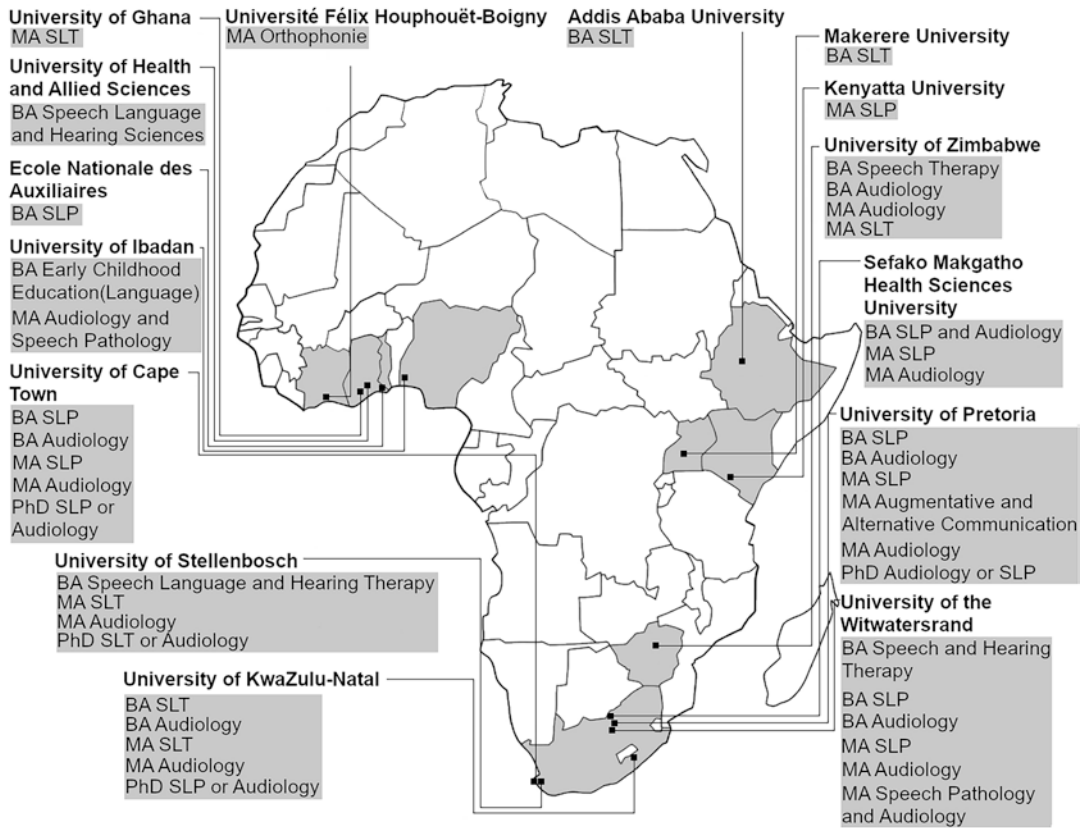 University of Ghana
MA SLT
University of Health
and Allied Sciences
BA Speech Language
and Hearing Sciences
Ecole Nationale des
Auxiliaires
BA SLP
University of Ibadan
BA Early Childhood
Education(Language)
MA Audiology and
Speech Pathology
University of Cape
Town
BA SLP
BA Audiology
MA SLP
MA Audiology
PhD SLP or
Audiology
University of Stellenbosch
BA Speech Language and Hearing Therapy
MA SLT
MA Audiology
PhD SLT or Audiology
University of KwaZulu-Natal
BA SLT
BA Audiology
MA SLT
MA Audiology
PhD SLP or Audiology
Université Félix Houphouët-Boigny
MA Orthophonie
Addis Ababa University
BA SLT
Makerere University
BA SLT
Kenyatta University
MA SLP
University of Zimbabwe
BA Speech Therapy
BA Audiology
MA Audiology
MA SLT
Sefako Makgatho
Health Sciences
University
BA SLP and Audiology
MA SLP
MA Audiology
University of Pretoria
BA SLP
BA Audiology
MA SLP
MA Augmentative and
Alternative Communication
MA Audiology
PhD Audiology or SLP
University of the
Witwatersrand
BA Speech and Hearing
Therapy
BA SLP
BA Audiology
MA SLP
MA Audiology
MA Speech Pathology
and Audiology